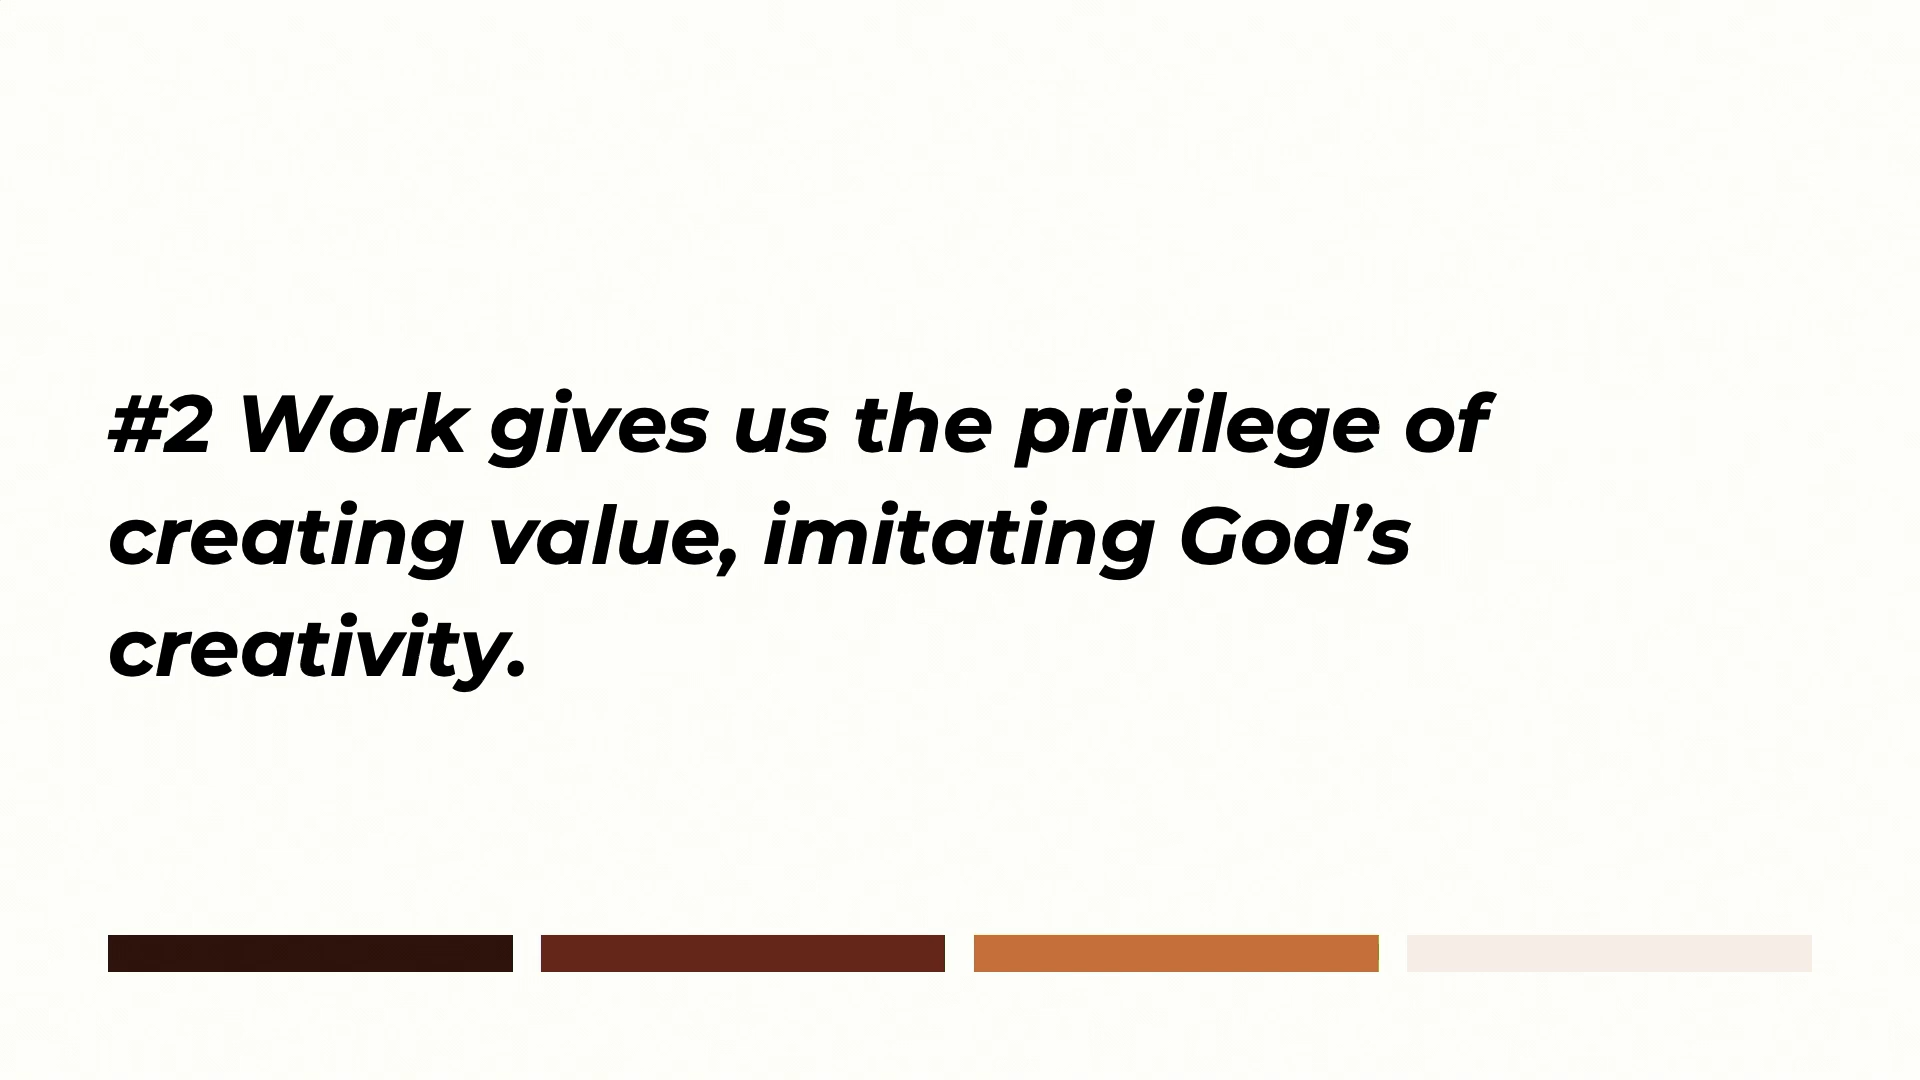 #2 Work gives us the privilege of
creating value, imitating God’s
creativity.